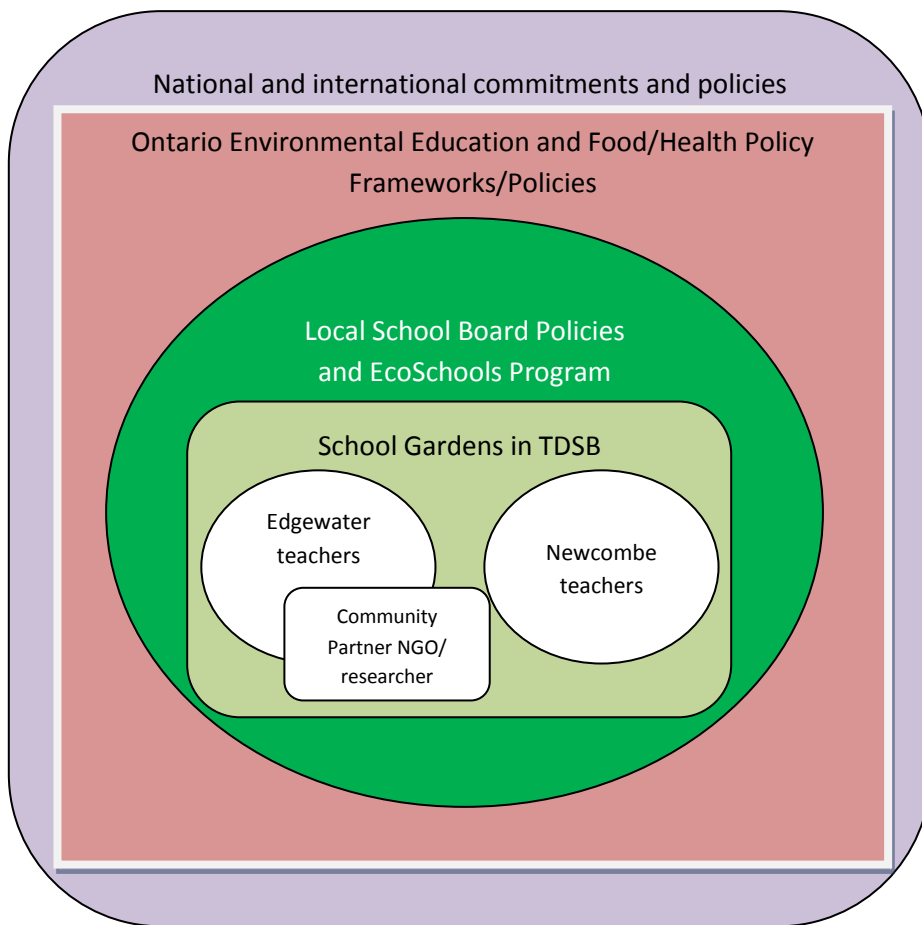 National and international commitments and policies
Ontario Environmental Education and Food/Health Policy
Frameworks/Policies
Local School Board Policies
and EcoSchools Program
School Gardens in TDSB
Edgewater
teachers
Newcombe
teachers
Community
Partner NGO/
researcher